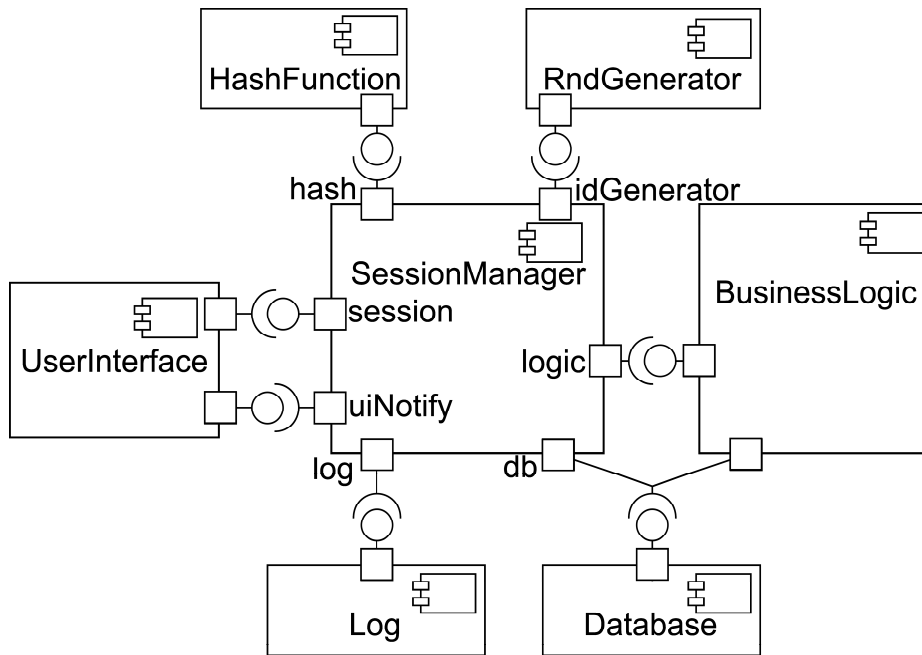 HashFunction
RndGenerator
hash
idGenerator
SessionManager
BusinessLogic
session
UserInterface
logic
uiNotify
log
db
Log
Database